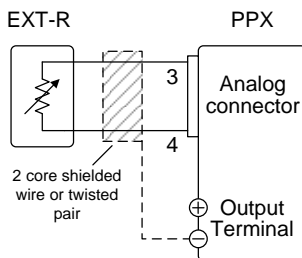 EXT-R
PPX
3
Analog
connector
4
2 core shielded
wire or twisted
pair
Output
Terminal